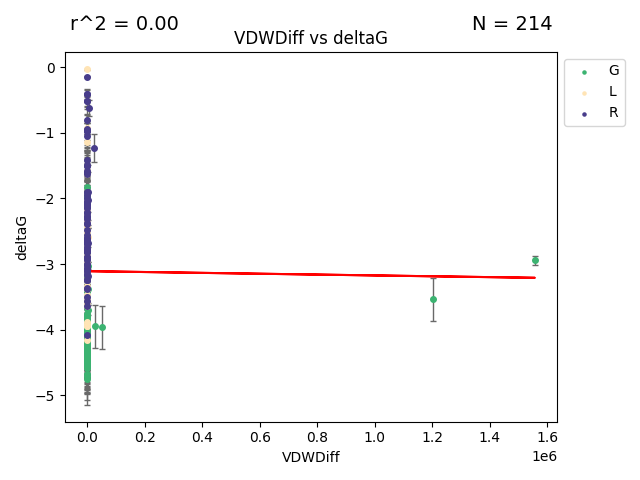 r^2 = 0.00
N = 214
VDWDiff vs deltaG
G
L
R
deltaG
0
−1
−2
−3
−4
−5
0.0 0.2 0.4 0.6 0.8 1.0 1.2 1.4 1.6
1e6
VDWDiff